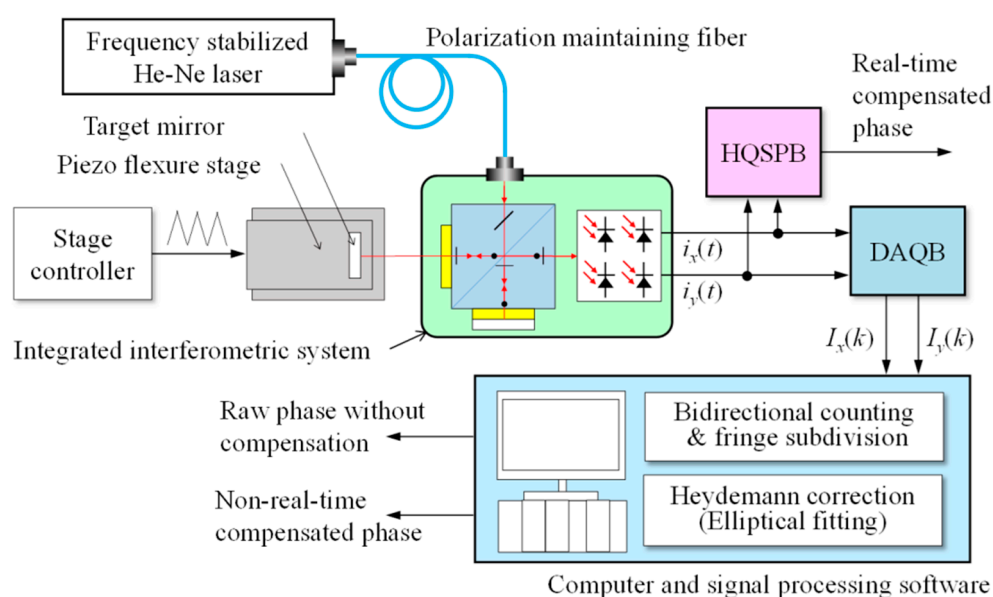 Frequency stabilized
He-Ne laser
Polarization maintaining fiber
Real-time
compensated
phase
Target mirror
Piezo flexure stage
HQSPB
Stage
controller
i_x(t)
i_y(t)
DAQB
Integrated interferometric system
I_x(k)
I_y(k)
Raw phase without
compensation
Bidirectional counting
& fringe subdivision
Non-real-time
compensated phase
Heydemann correction
(Elliptical fitting)
Computer and signal processing software